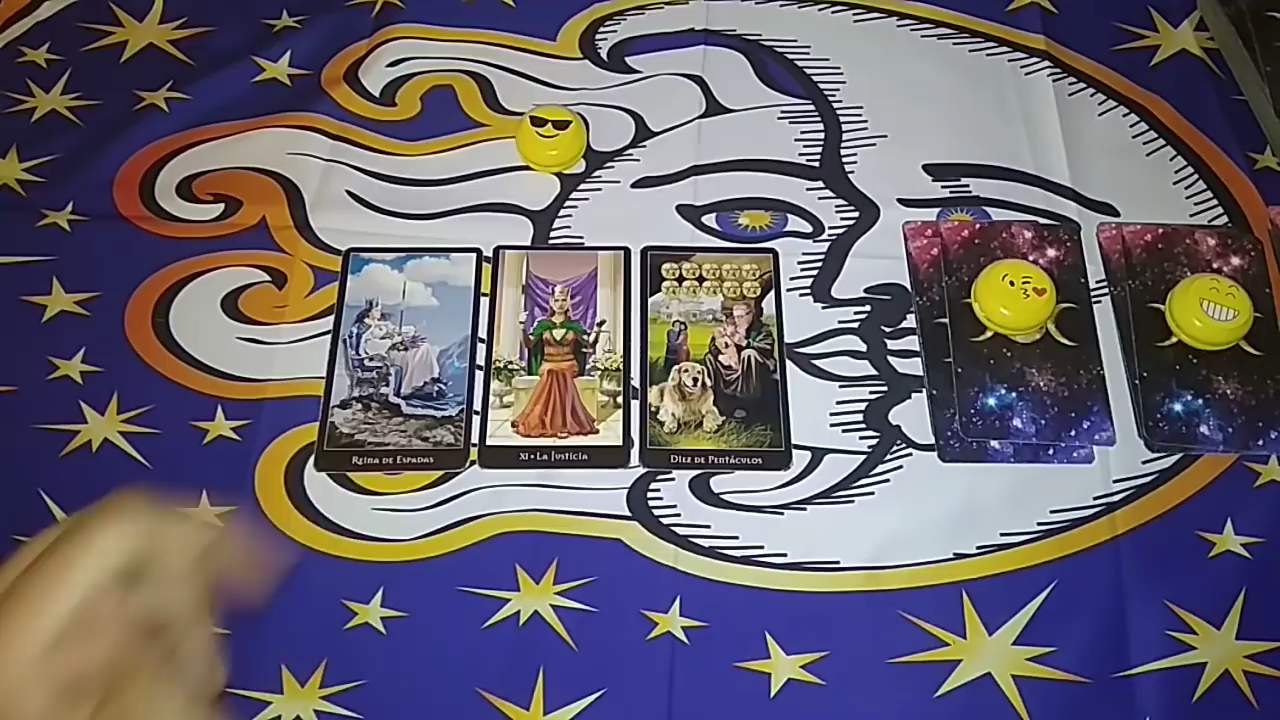 Reina de Espadas
XI • La Justicia
Diez de Pentáculos